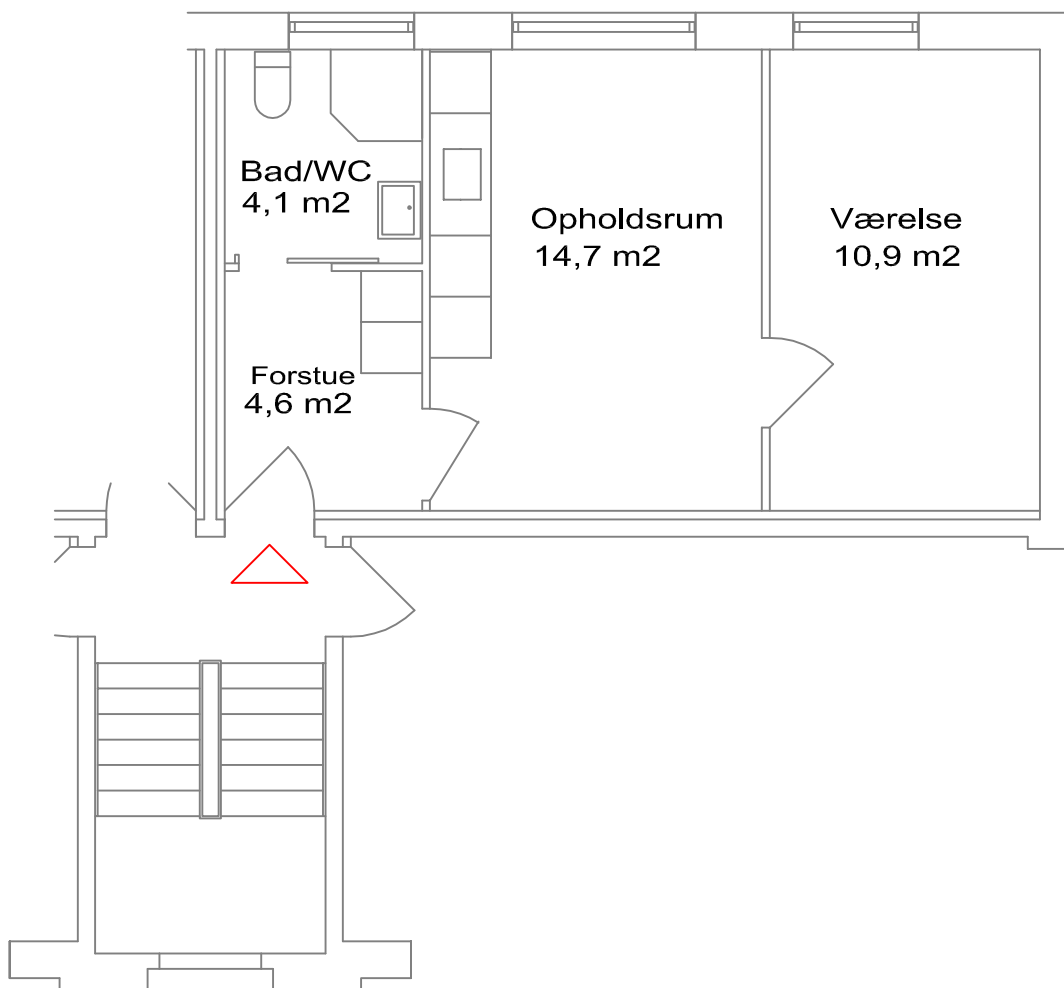 Bad/WC
4,1 m2
Opholdsrum
14,7 m2
Værelse
10,9 m2
Forstue
4,6 m2